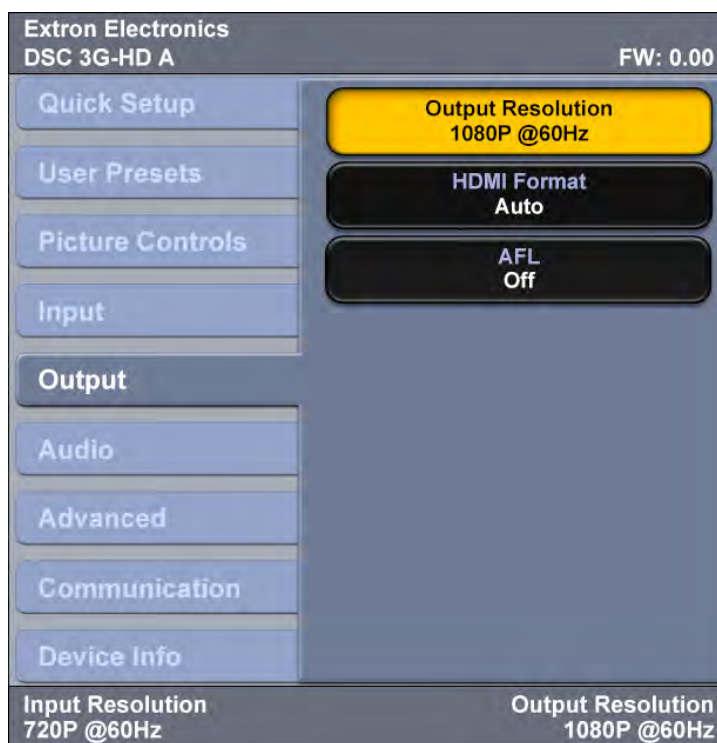 Extron Electronics
DSC 3G-HD A
FW: 0.00
Quick Setup
User Presets
Picture Controls
Input
Output
Audio
Advanced
Communication
Device Info
Output Resolution
1080P @60Hz
HDMI Format
Auto
AFL
Off
Input Resolution
720P @60Hz
Output Resolution
1080P @60Hz